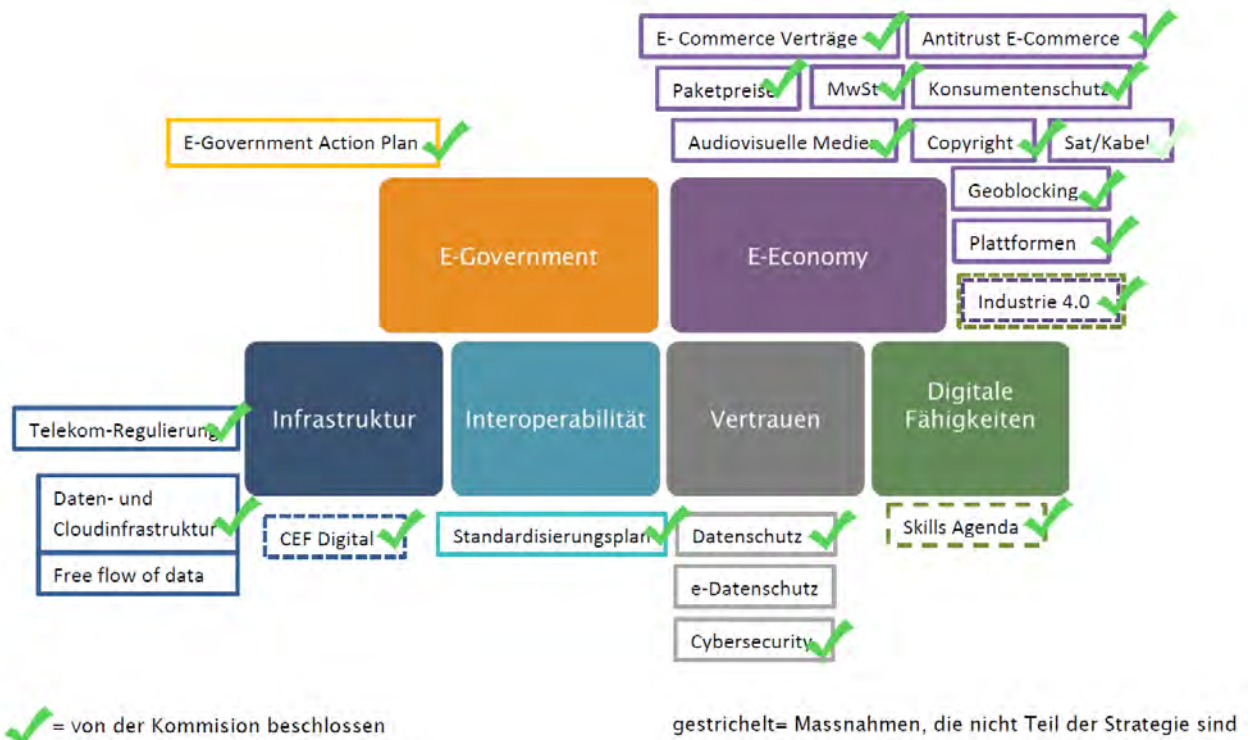 E- Commerce Verträge
Antitrust E-Commerce
Paketpreise
MwSt
Konsumentenschutz
E-Government Action Plan
Audiovisuelle Medien
Copyright
Sat/Kabel
Geoblocking
E-Government
E-Economy
Plattformen
Industrie 4.0
Telekom-Regulierung
Infrastruktur
Interoperabilität
Vertrauen
Digitale
Fähigkeiten
Daten- und
Cloudinfrastruktur
CEF Digital
Standardisierungsplan
Datenschutz
Skills Agenda
Free flow of data
e-Datenschutz
Cybersecurity
= von der Kommision beschlossen
gestrichelt= Massnahmen, die nicht Teil der Strategie sind